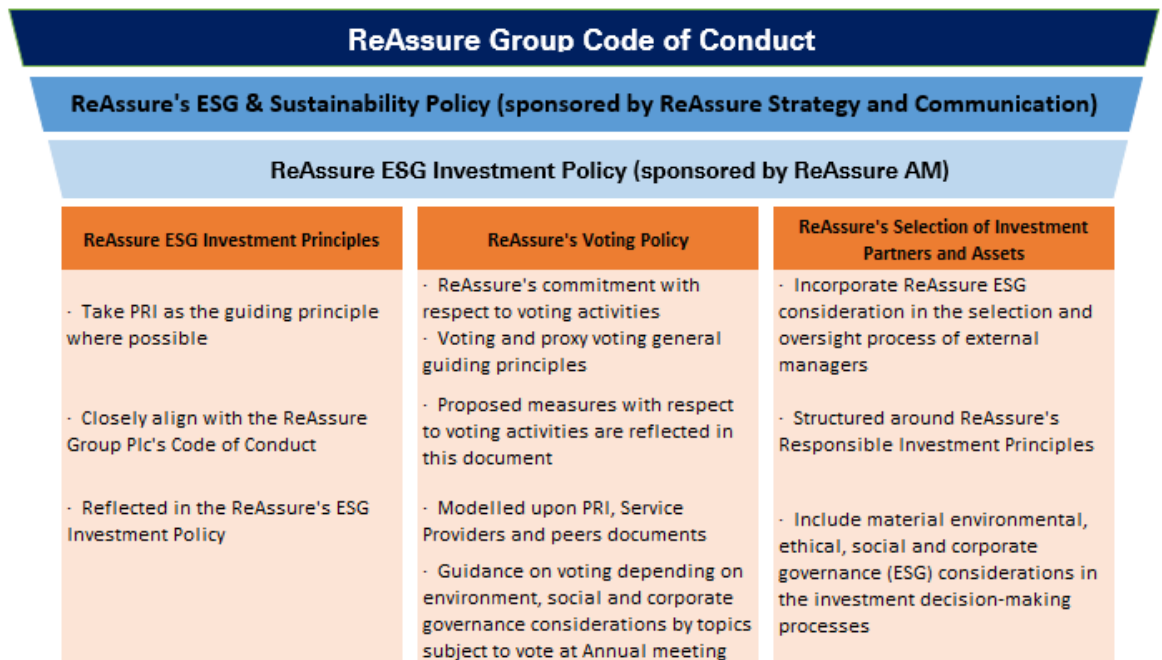 ReAssure Group Code of Conduct
ReAssure's ESG & Sustainability Policy (sponsored by ReAssure Strategy and Communication)
ReAssure ESG Investment Policy (sponsored by ReAssure AM)
ReAssure ESG Investment Principles
· Take PRI as the guiding principle
where possible
· Closely align with the ReAssure
Group Plc's Code of Conduct
· Reflected in the ReAssure's ESG
Investment Policy
ReAssure's Voting Policy
· ReAssure's commitment with
respect to voting activities
· Voting and proxy voting general
guiding principles
· Proposed measures with respect
to voting activities are reflected in
this document
· Modelled upon PRI, Service
Providers and peers documents
· Guidance on voting depending on
environment, social and corporate
governance considerations by topics
subject to vote at Annual meeting
ReAssure's Selection of Investment
Partners and Assets
· Incorporate ReAssure ESG
consideration in the selection and
oversight process of external
managers
· Structured around ReAssure's
Responsible Investment Principles
· Include material environmental,
ethical, social and corporate
governance (ESG) considerations in
the investment decision-making
processes